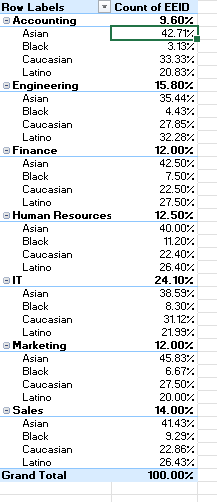 Row Labels Count of EEID
Accounting 9.60%
Asian 42.71%
Black 3.13%
Caucasian 33.33%
Latino 20.83%
Engineering 15.80%
Asian 35.44%
Black 4.43%
Caucasian 27.85%
Latino 32.28%
Finance 12.00%
Asian 42.50%
Black 7.50%
Caucasian 22.50%
Latino 27.50%
Human Resources 12.50%
Asian 40.00%
Black 11.20%
Caucasian 22.40%
Latino 26.40%
IT 24.10%
Asian 38.59%
Black 8.30%
Caucasian 31.12%
Latino 21.99%
Marketing 12.00%
Asian 45.83%
Black 6.67%
Caucasian 27.50%
Latino 20.00%
Sales 14.00%
Asian 41.43%
Black 9.29%
Caucasian 22.86%
Latino 26.43%
Grand Total 100.00%